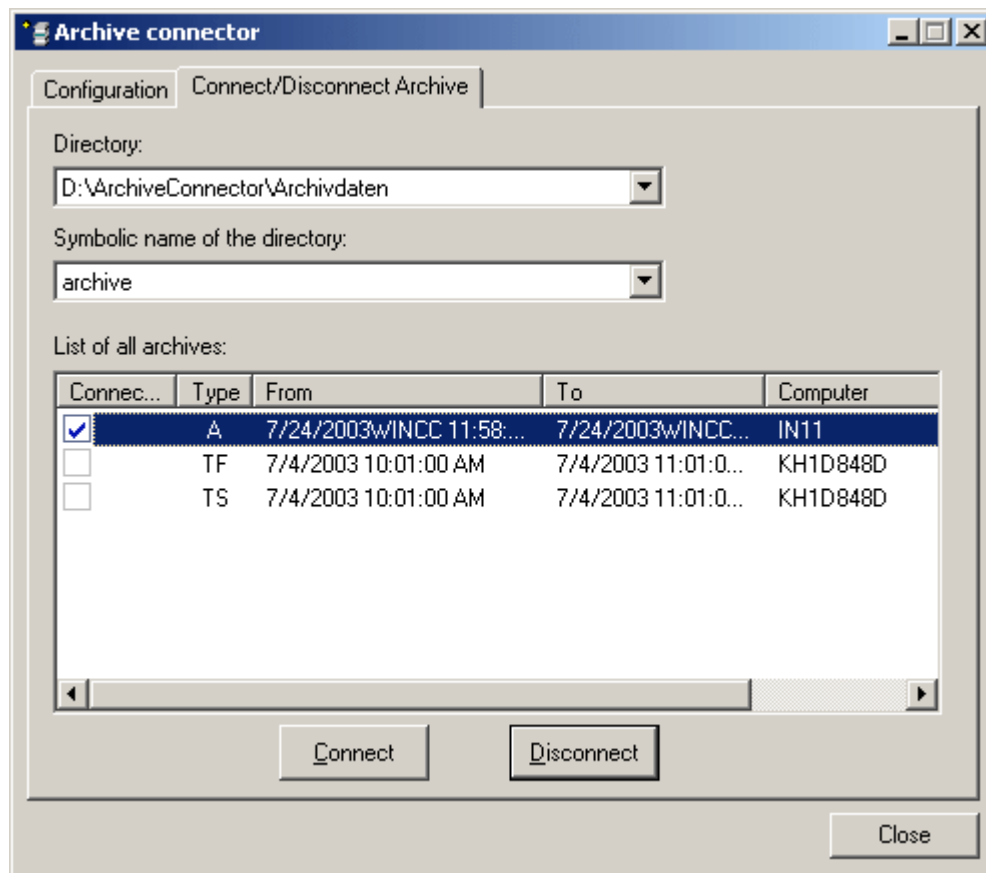 Archive connector
Configuration Connect/Disconnect Archive
Directory:
D:\ArchiveConnector\Archivdaten
Symbolic name of the directory:
archive
List of all archives:
Connec... Type From To Computer
A 7/24/2003WINCC 11:58:... 7/24/2003WINCC... IN11
TF 7/4/2003 10:01:00 AM 7/4/2003 11:01:0... KH1D848D
TS 7/4/2003 10:01:00 AM 7/4/2003 11:01:0... KH1D848D
Connect Disconnect
Close